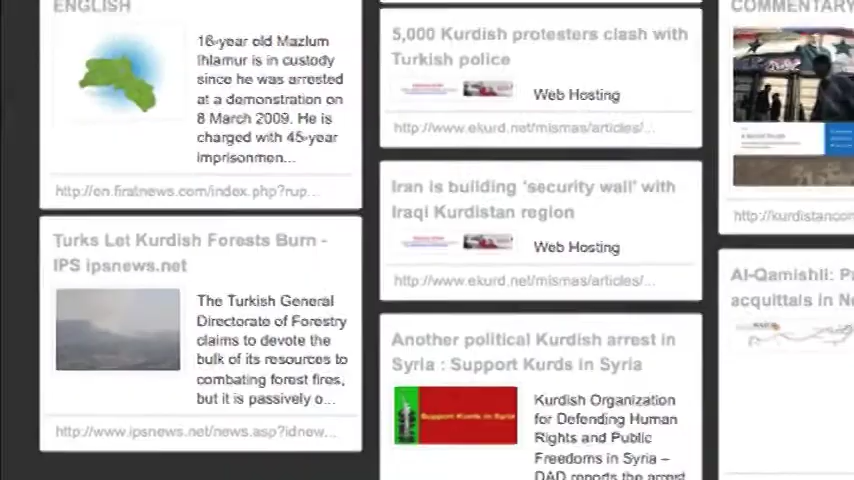 ENGLISH
16-year old Mazlum
Ihlamur is in custody
since he was arrested
at a demonstration on
8 March 2009. He is
charged with 45-year
imprisonmen...
http://en.firatnews.com/index.php?rup...
Turks Let Kurdish Forests Burn -
IPS ipsnews.net
The Turkish General
Directorate of Forestry
claims to devote the
bulk of its resources to
combating forest fires,
but it is passively o...
http://www.ipsnews.net/news.asp?idnew...
5,000 Kurdish protesters clash with
Turkish police
Web Hosting
http://www.ekurd.net/mismas/articles/...
Iran is building 'security wall' with
Iraqi Kurdistan region
Web Hosting
http://www.ekurd.net/mismas/articles/...
Another political Kurdish arrest in
Syria : Support Kurds in Syria
Support Kurds in Syria
Kurdish Organization
for Defending Human
Rights and Public
Freedoms in Syria –
DAD reports the arrest
COMMENTARY
http://kurdistancom
Al-Qamishli: P
acquittals in N